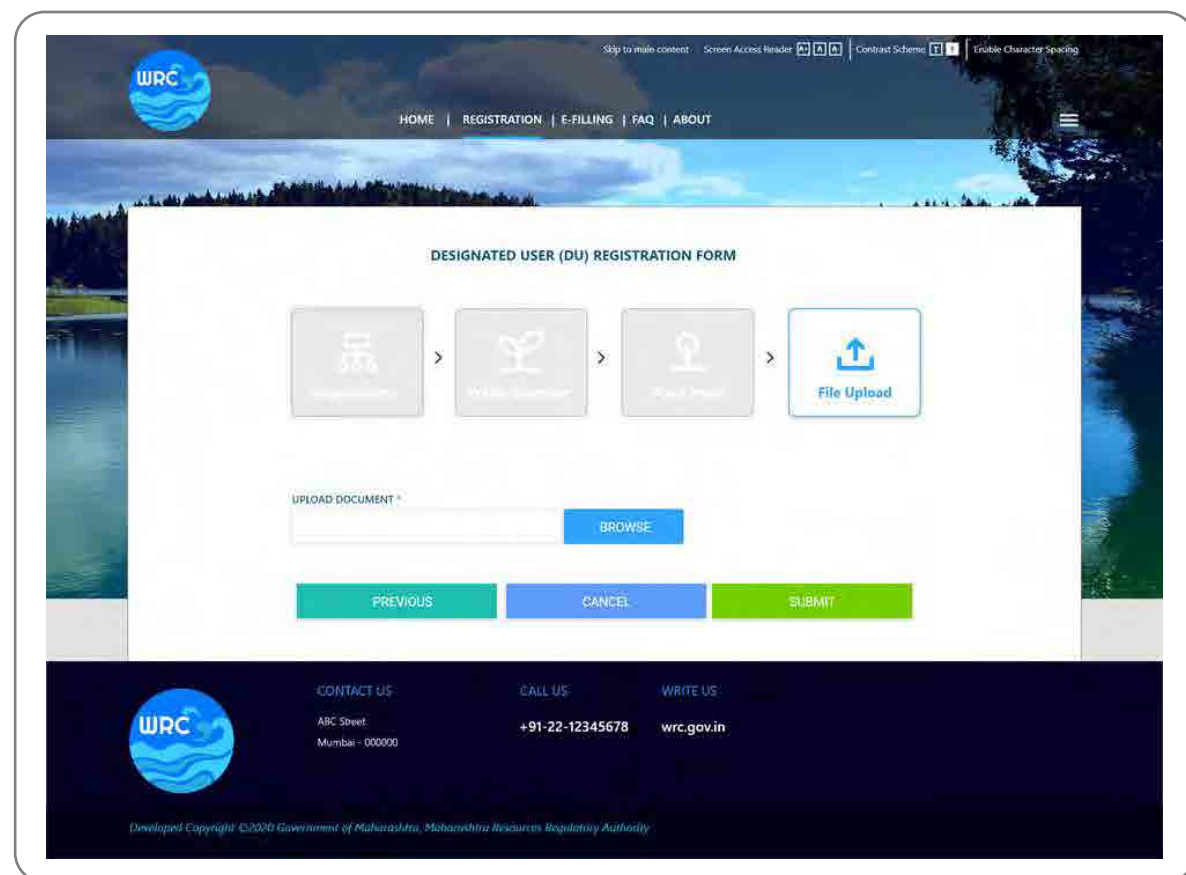 Skip to main content Screen Access Reader A+ A A- Contrast Scheme T T Enable Character Spacing
WRC
HOME | REGISTRATION | E-FILLING | FAQ | ABOUT
DESIGNATED USER (DU) REGISTRATION FORM
> > >
File Upload
UPLOAD DOCUMENT *
BROWSE
PREVIOUS CANCEL SUBMIT
CONTACT US CALL US WRITE US
WRC
ABC Street
Mumbai - 000000
+91-22-12345678 wrc.gov.in
Developed Copyright ©2020 Government of Maharashtra, Maharashtra Resources Regulatory Authority